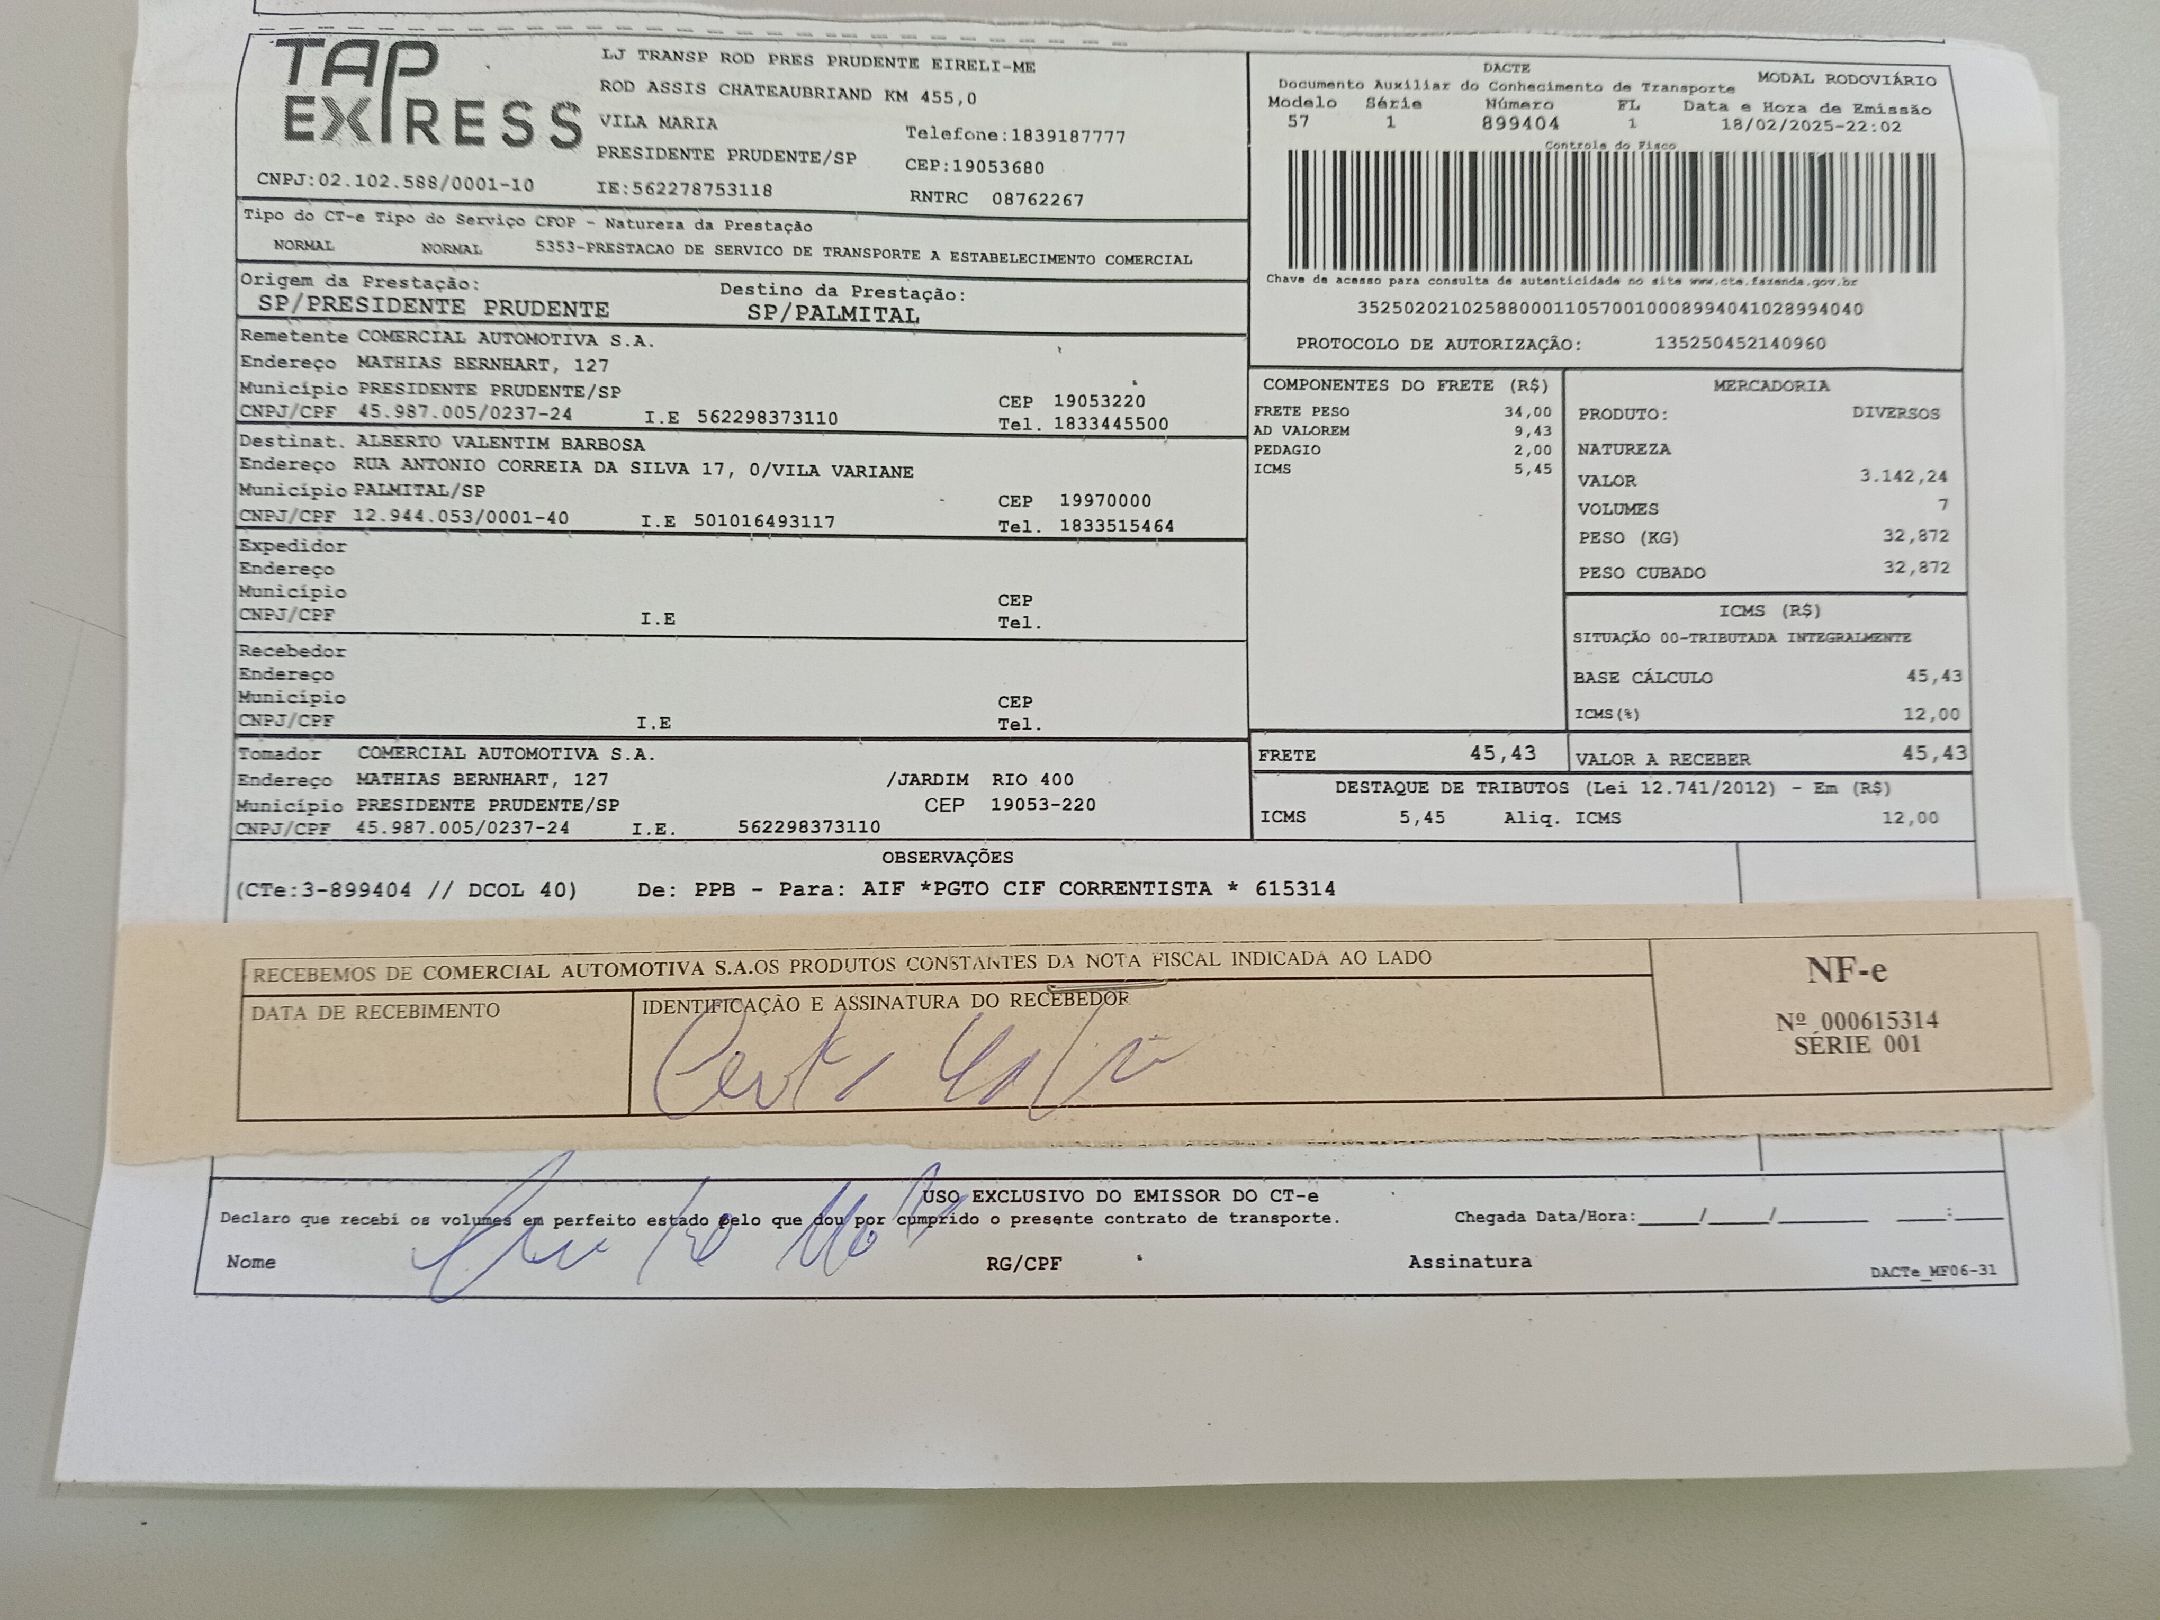 TAP EXPRESS
LJ TRANSP ROD PRES PRUDENTE EIRELI-ME
ROD ASSIS CHATEAUBRIAND KM 455,0
VILA MARIA Telefone:1839187777
PRESIDENTE PRUDENTE/SP CEP:19053680
CNPJ:02.102.588/0001-10 IE:562278753118 RNTRC 08762267
Tipo do CT-e Tipo do Serviço CFOP - Natureza da Prestação
NORMAL NORMAL 5353-PRESTACAO DE SERVICO DE TRANSPORTE A ESTABELECIMENTO COMERCIAL
Origem da Prestação: Destino da Prestação:
SP/PRESIDENTE PRUDENTE SP/PALMITAL
Remetente COMERCIAL AUTOMOTIVA S.A.
Endereço MATHIAS BERNHART, 127
Município PRESIDENTE PRUDENTE/SP CEP 19053220
CNPJ/CPF 45.987.005/0237-24 I.E 562298373110 Tel. 1833445500
Destinat. ALBERTO VALENTIM BARBOSA
Endereço RUA ANTONIO CORREIA DA SILVA 17, 0/VILA VARIANE
Município PALMITAL/SP CEP 19970000
CNPJ/CPF 12.944.053/0001-40 I.E 501016493117 Tel. 1833515464
Expedidor
Endereço
Município CEP
CNPJ/CPF I.E Tel.
Recebedor
Endereço
Município CEP
CNPJ/CPF I.E Tel.
Tomador COMERCIAL AUTOMOTIVA S.A.
Endereço MATHIAS BERNHART, 127 /JARDIM RIO 400
Município PRESIDENTE PRUDENTE/SP CEP 19053-220
CNPJ/CPF 45.987.005/0237-24 I.E. 562298373110
DACTE MODAL RODOVIÁRIO
Documento Auxiliar do Conhecimento de Transporte
Modelo Série Número FL Data e Hora de Emissão
57 1 899404 1 18/02/2025-22:02
Controle do Fisco
Chave de acesso para consulta de autenticidade no site www.cte.fazenda.gov.br
35250202102588000110570010008994041028994040
PROTOCOLO DE AUTORIZAÇÃO: 135250452140960
COMPONENTES DO FRETE (R$)
FRETE PESO 34,00
AD VALOREM 9,43
PEDAGIO 2,00
ICMS 5,45
MERCADORIA
PRODUTO: DIVERSOS
NATUREZA
VALOR 3.142,24
VOLUMES 7
PESO (KG) 32,872
PESO CUBADO 32,872
ICMS (R$)
SITUAÇÃO 00-TRIBUTADA INTEGRALMENTE
BASE CÁLCULO 45,43
ICMS(%) 12,00
FRETE 45,43 VALOR A RECEBER 45,43
DESTAQUE DE TRIBUTOS (Lei 12.741/2012) - Em (R$)
ICMS 5,45 Aliq. ICMS 12,00
OBSERVAÇÕES
(CTe:3-899404 // DCOL 40) De: PPB - Para: AIF *PGTO CIF CORRENTISTA * 615314
RECEBEMOS DE COMERCIAL AUTOMOTIVA S.A.OS PRODUTOS CONSTANTES DA NOTA FISCAL INDICADA AO LADO
DATA DE RECEBIMENTO
IDENTIFICAÇÃO E ASSINATURA DO RECEBEDOR
NF-e
Nº 000615314
SÉRIE 001
USO EXCLUSIVO DO EMISSOR DO CT-e
Declaro que recebi os volumes em perfeito estado pelo que dou por cumprido o presente contrato de transporte. Chegada Data/Hora:____/____/________ ____:____
Nome RG/CPF Assinatura
DACTe_MF06-31